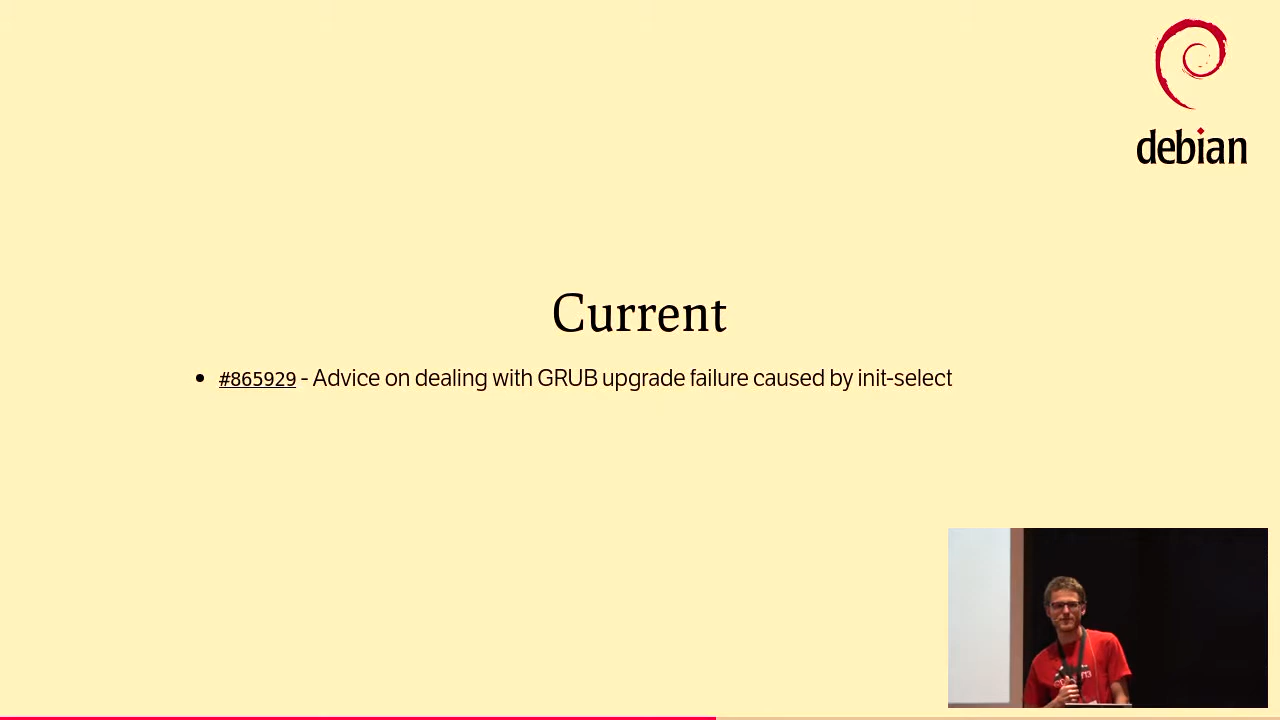 debian
Current
#865929 - Advice on dealing with GRUB upgrade failure caused by init-select